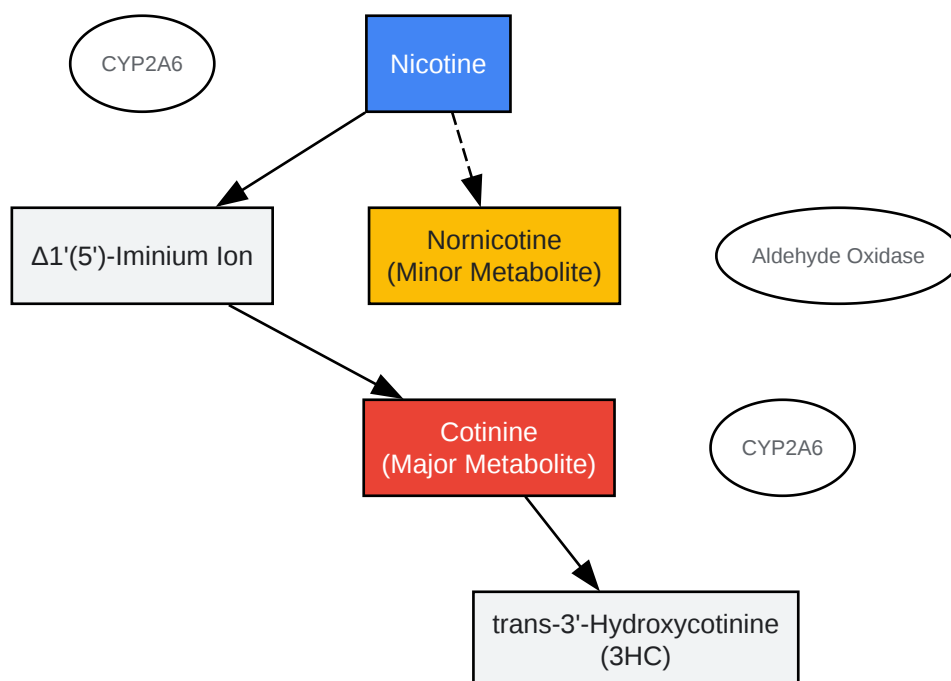 CYP2A6
Nicotine
Δ1'(5')-Iminium Ion
Nornicotine
(Minor Metabolite)
Aldehyde Oxidase
Cotinine
(Major Metabolite)
CYP2A6
trans-3'-Hydroxycotinine
(3HC)